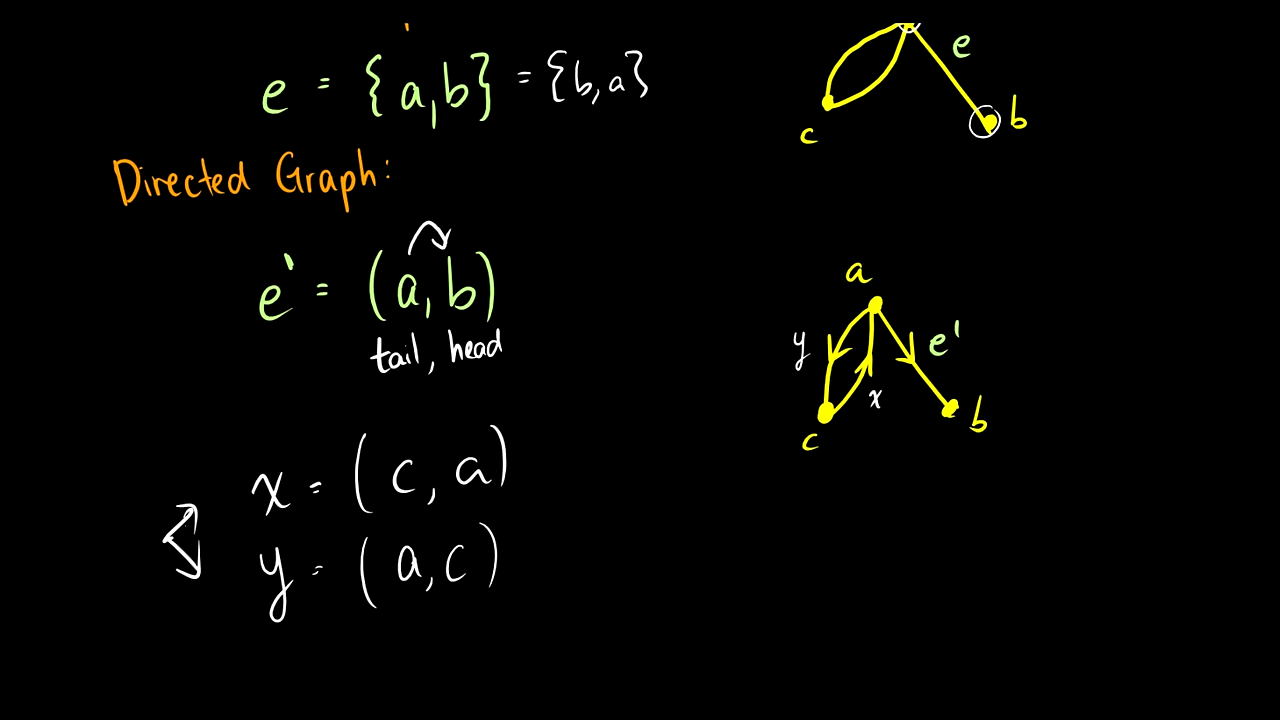 e = {a,b} = {b,a}
e
c
b
Directed Graph:
e' = (a, b)
tail, head
a
y
e'
x
c
b
x = (c, a)
y = (a, c)